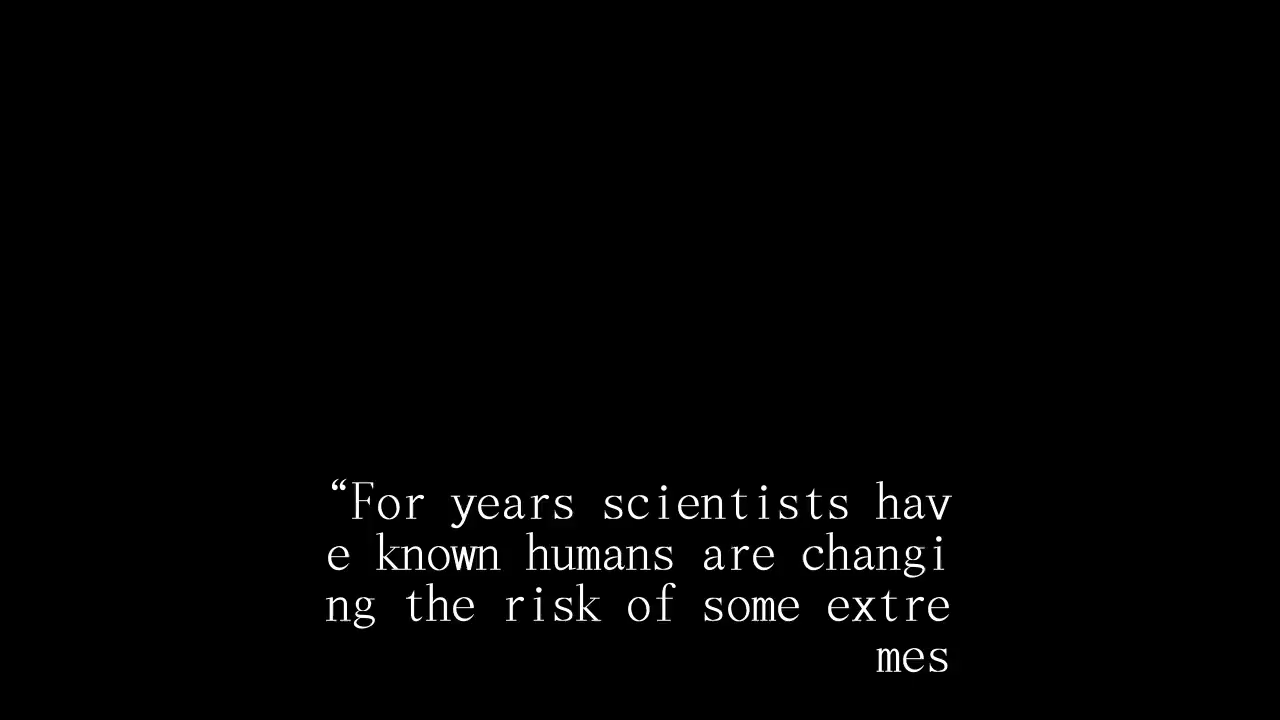 “For years scientists hav
e known humans are changi
ng the risk of some extre
mes